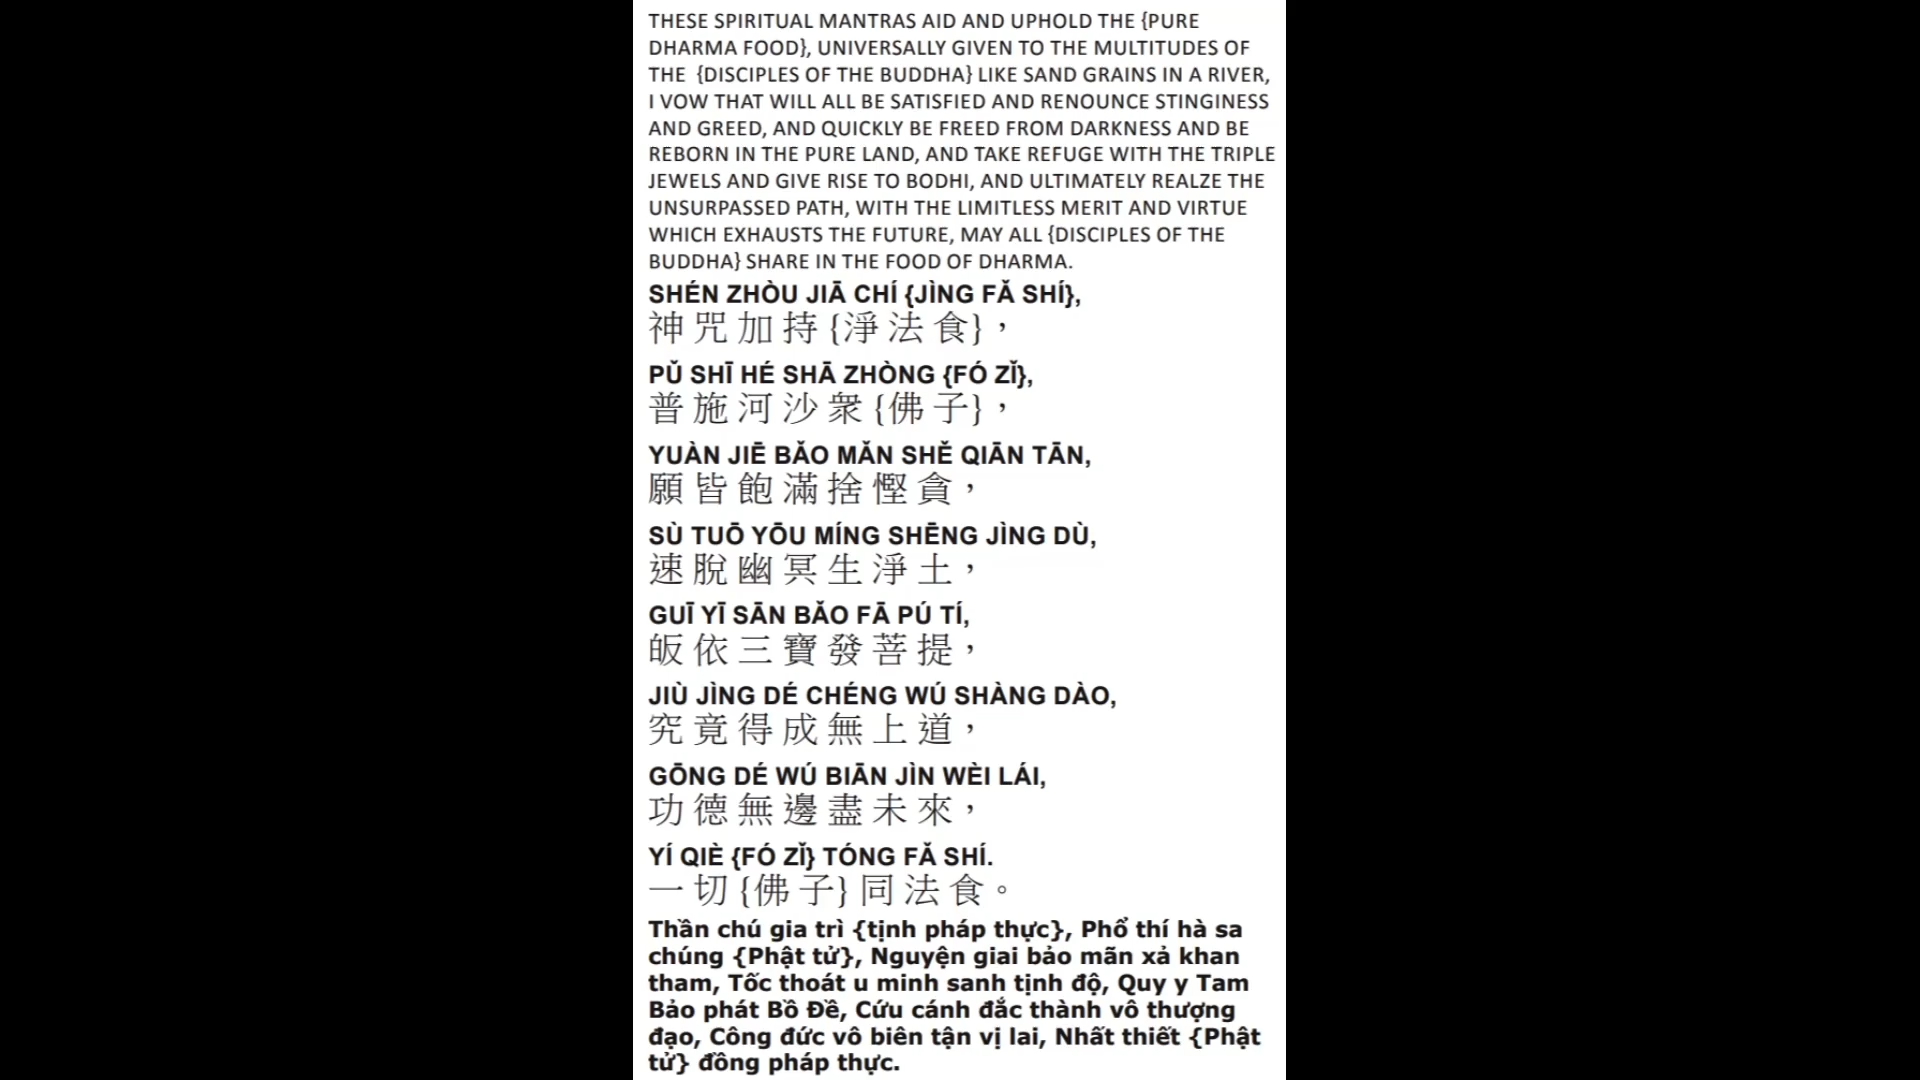 THESE SPIRITUAL MANTRAS AID AND UPHOLD THE {PURE
DHARMA FOOD}, UNIVERSALLY GIVEN TO THE MULTITUDES OF
THE {DISCIPLES OF THE BUDDHA} LIKE SAND GRAINS IN A RIVER,
I VOW THAT WILL ALL BE SATISFIED AND RENOUNCE STINGINESS
AND GREED, AND QUICKLY BE FREED FROM DARKNESS AND BE
REBORN IN THE PURE LAND, AND TAKE REFUGE WITH THE TRIPLE
JEWELS AND GIVE RISE TO BODHI, AND ULTIMATELY REALZE THE
UNSURPASSED PATH, WITH THE LIMITLESS MERIT AND VIRTUE
WHICH EXHAUSTS THE FUTURE, MAY ALL {DISCIPLES OF THE
BUDDHA} SHARE IN THE FOOD OF DHARMA.
SHÉN ZHÒU JIĀ CHÍ {JÌNG FǍ SHÍ},
神咒加持{淨法食}，
PǓ SHĪ HÉ SHĀ ZHÒNG {FÓ ZǏ},
普施河沙衆{佛子}，
YUÀN JIĒ BǍO MǍN SHĚ QIĀN TĀN,
願皆飽滿捨慳貪，
SÙ TUŌ YŌU MÍNG SHĒNG JÌNG DÙ,
速脫幽冥生淨土，
GUĪ YĪ SĀN BǍO FĀ PÚ TÍ,
皈依三寶發菩提，
JIÙ JÌNG DÉ CHÉNG WÚ SHÀNG DÀO,
究竟得成無上道，
GŌNG DÉ WÚ BIĀN JÌN WÈI LÁI,
功德無邊盡未來，
YÍ QIÈ {FÓ ZǏ} TÓNG FǍ SHÍ.
一切{佛子}同法食。
Thần chú gia trì {tịnh pháp thực}, Phổ thí hà sa
chúng {Phật tử}, Nguyện giai bảo mãn xả khan
tham, Tốc thoát u minh sanh tịnh độ, Quy y Tam
Bảo phát Bồ Đề, Cứu cánh đắc thành vô thượng
đạo, Công đức vô biên tận vị lai, Nhất thiết {Phật
tử} đồng pháp thực.